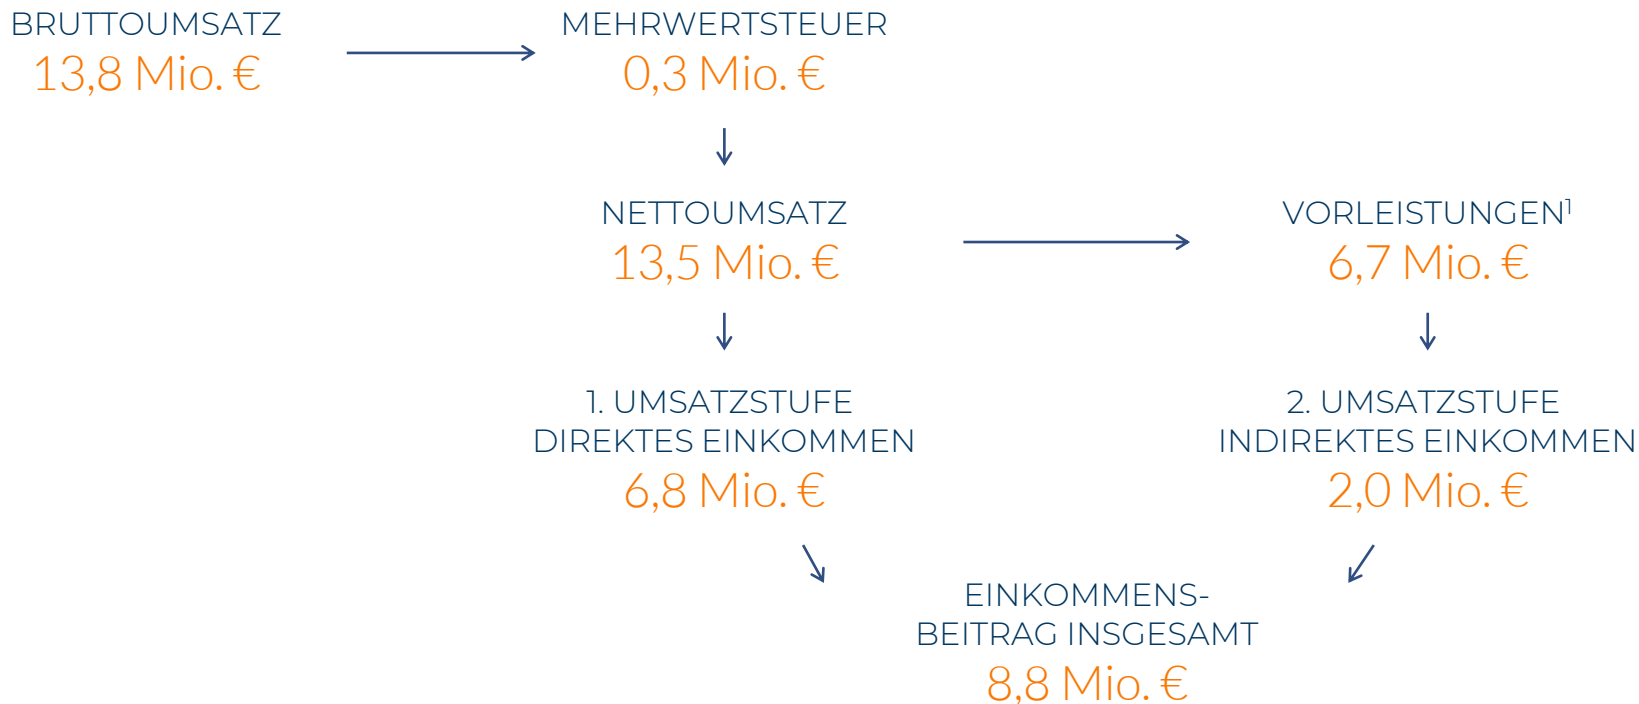 BRUTTOUMSATZ
13,8 Mio. €
MEHRWERTSTEUER
0,3 Mio. €
NETTOUMSATZ
13,5 Mio. €
VORLEISTUNGEN¹
6,7 Mio. €
1. UMSATZSTUFE
DIREKTES EINKOMMEN
6,8 Mio. €
2. UMSATZSTUFE
INDIREKTES EINKOMMEN
2,0 Mio. €
EINKOMMENS-
BEITRAG INSGESAMT
8,8 Mio. €